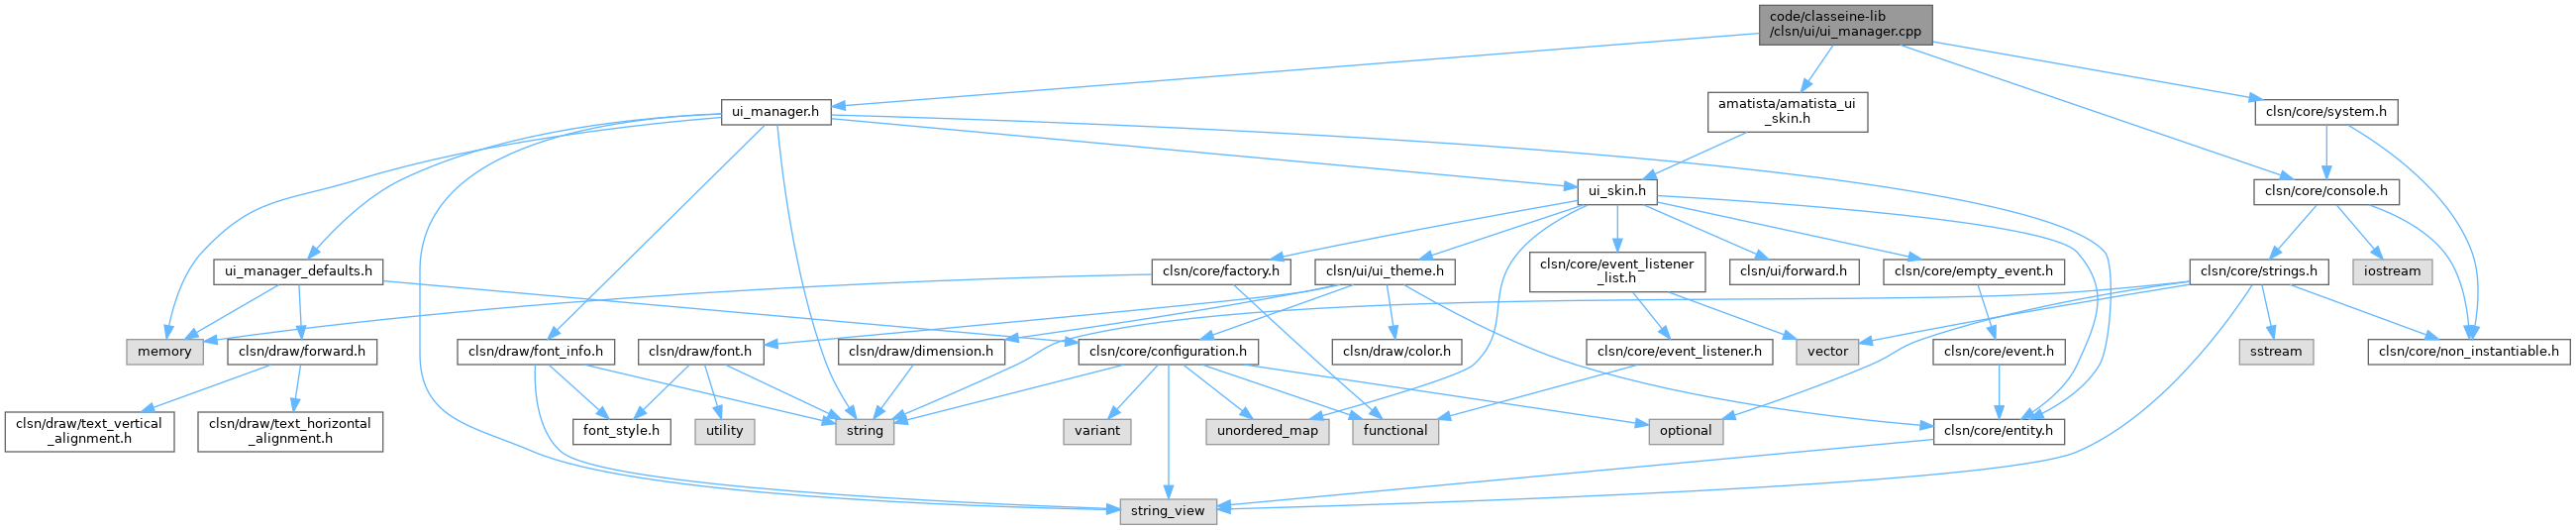 code/classeine-lib
/clsn/ui/ui_manager.cpp
ui_manager.h
amatista/amatista_ui
_skin.h
clsn/core/system.h
ui_skin.h
clsn/core/console.h
ui_manager_defaults.h
clsn/core/factory.h
clsn/ui/ui_theme.h
clsn/core/event_listener
_list.h
clsn/ui/forward.h
clsn/core/empty_event.h
clsn/core/strings.h
iostream
memory
clsn/draw/forward.h
clsn/draw/font_info.h
clsn/draw/font.h
clsn/draw/dimension.h
clsn/core/configuration.h
clsn/draw/color.h
clsn/core/event_listener.h
vector
clsn/core/event.h
sstream
clsn/core/non_instantiable.h
clsn/draw/text_vertical
_alignment.h
clsn/draw/text_horizontal
_alignment.h
font_style.h
utility
string
variant
unordered_map
functional
optional
clsn/core/entity.h
string_view